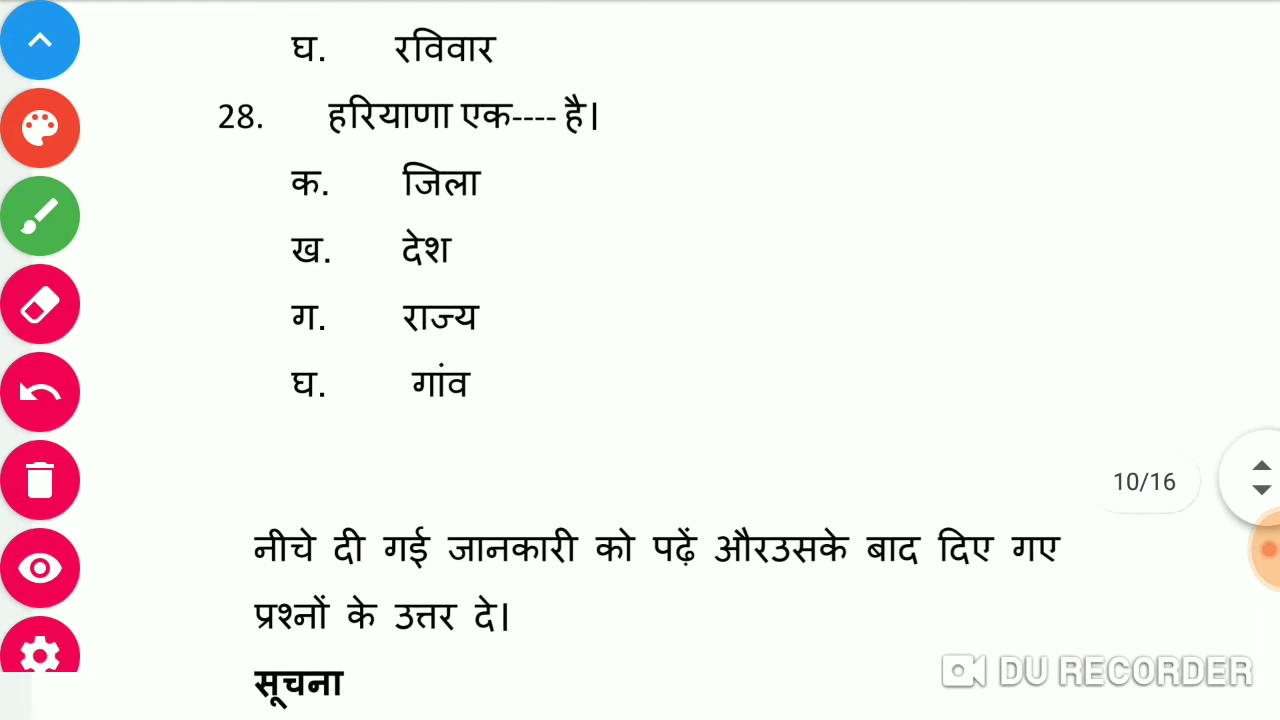 घ. रविवार
28. हरियाणा एक---- है।
क. जिला
ख. देश
ग. राज्य
घ. गांव
10/16
नीचे दी गई जानकारी को पढ़ें औरउसके बाद दिए गए
प्रश्नों के उत्तर दे।
सूचना
DU RECORDER